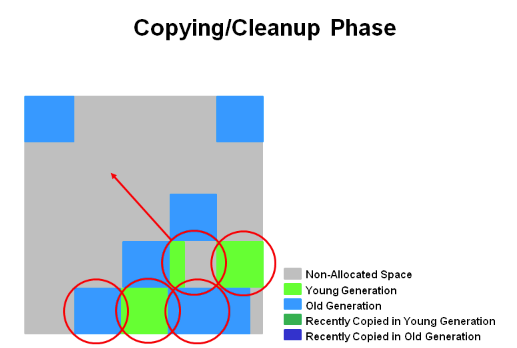 Copying/Cleanup Phase
Non-Allocated Space
Young Generation
Old Generation
Recently Copied in Young Generation
Recently Copied in Old Generation